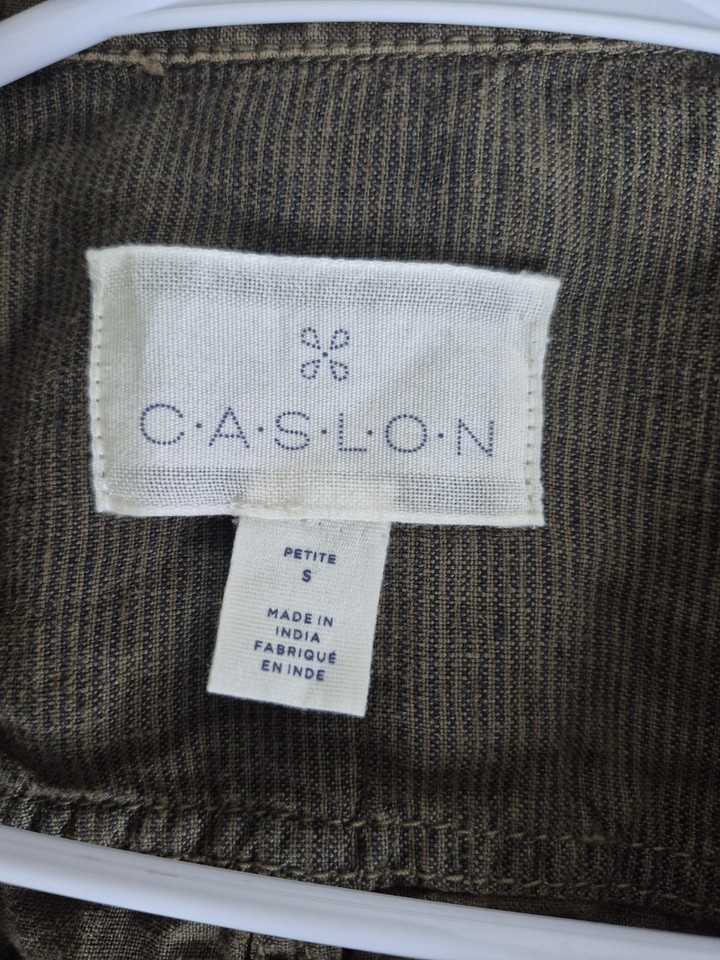 C·A·S·L·O·N
PETITE
S
MADE IN
INDIA
FABRIQUÉ
EN INDE